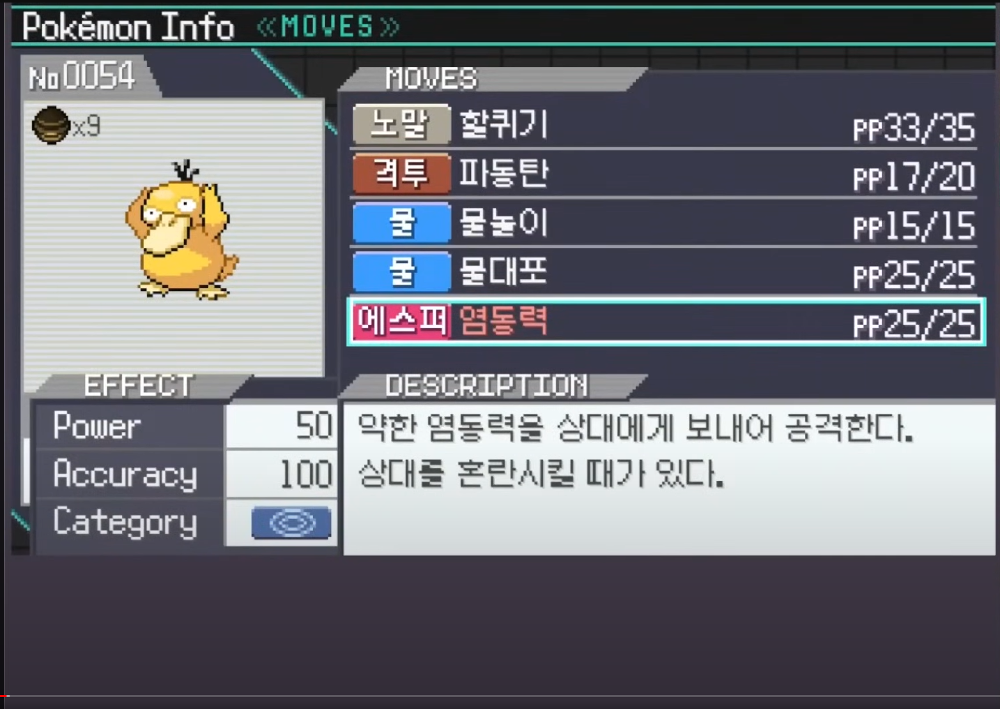 Pokémon Info «MOVES»
No0054
x9
MOVES
노말 할퀴기 PP33/35
격투 파동탄 PP17/20
물 물놀이 PP15/15
물 물대포 PP25/25
에스퍼 염동력 PP25/25
EFFECT
Power 50
Accuracy 100
Category
DESCRIPTION
약한 염동력을 상대에게 보내어 공격한다.
상대를 혼란시킬 때가 있다.